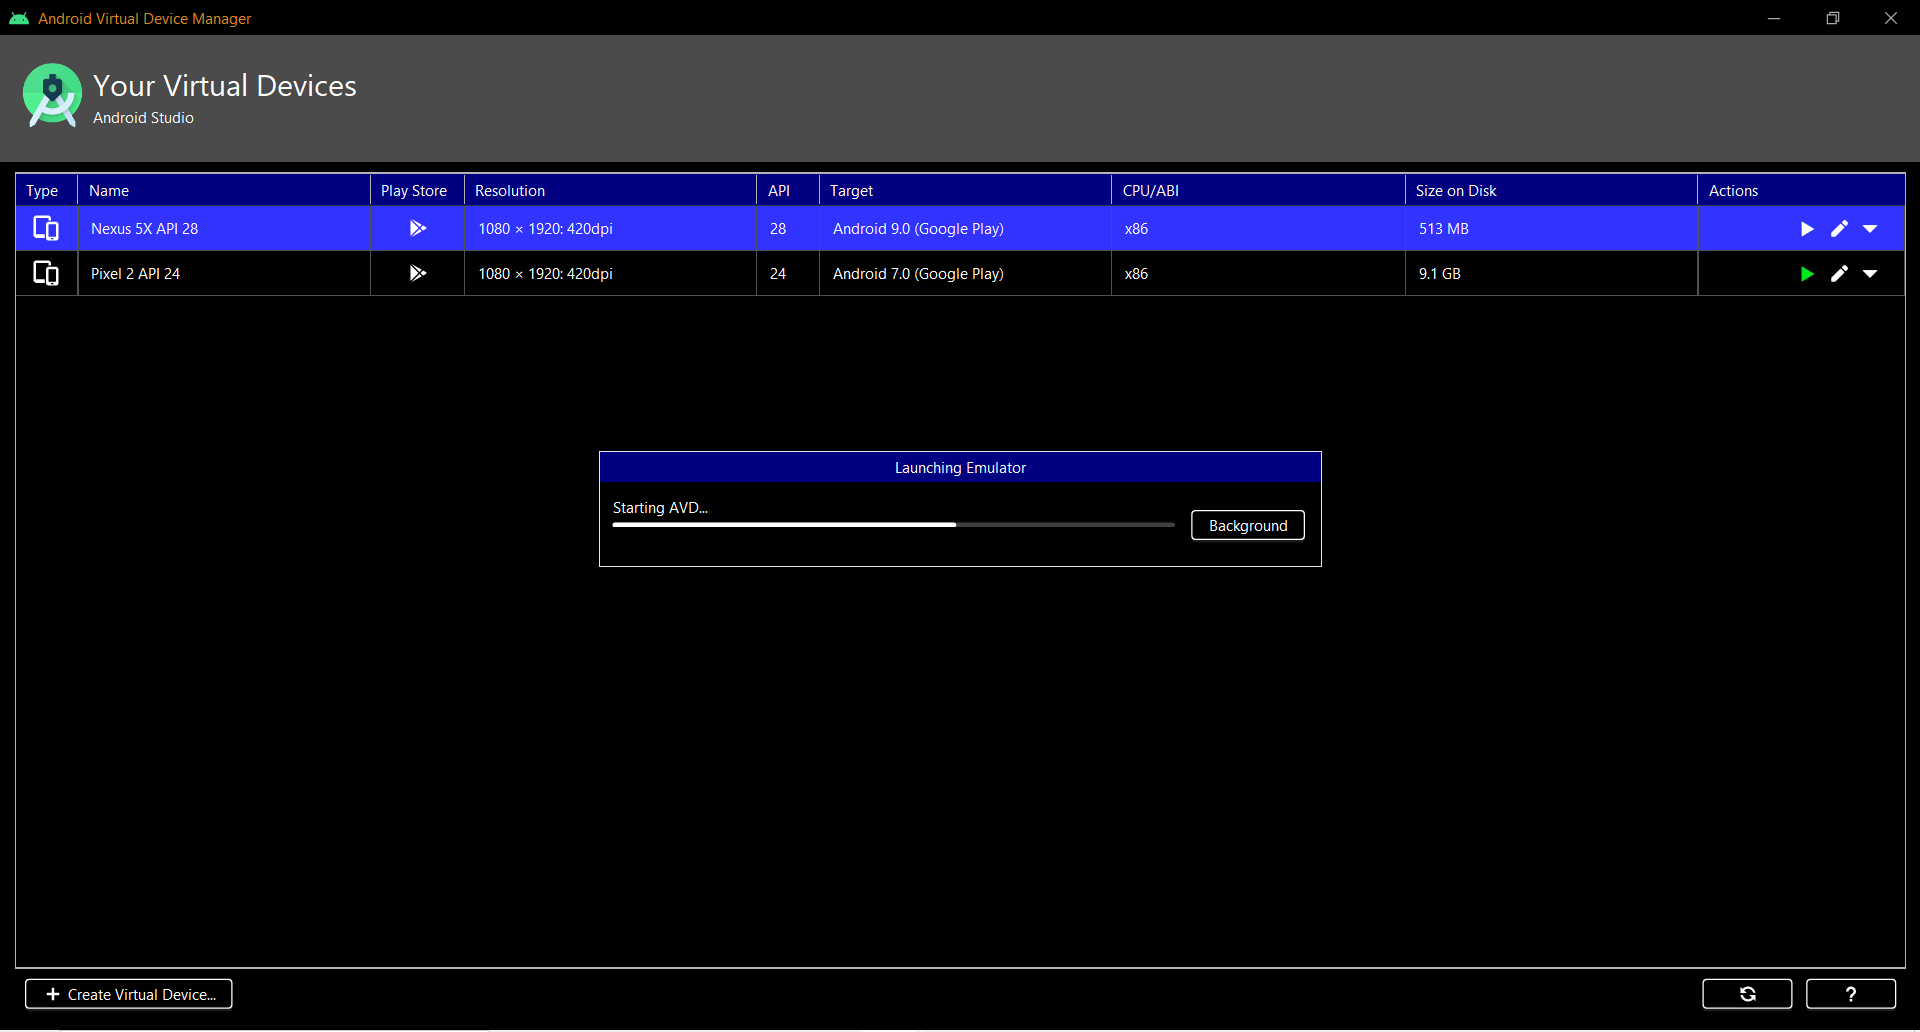 Android Virtual Device Manager
Your Virtual Devices
Android Studio
Type Name Play Store Resolution API Target CPU/ABI Size on Disk Actions
Nexus 5X API 28 1080 × 1920: 420dpi 28 Android 9.0 (Google Play) x86 513 MB
Pixel 2 API 24 1080 × 1920: 420dpi 24 Android 7.0 (Google Play) x86 9.1 GB
Launching Emulator
Starting AVD...
Background
+ Create Virtual Device... ?